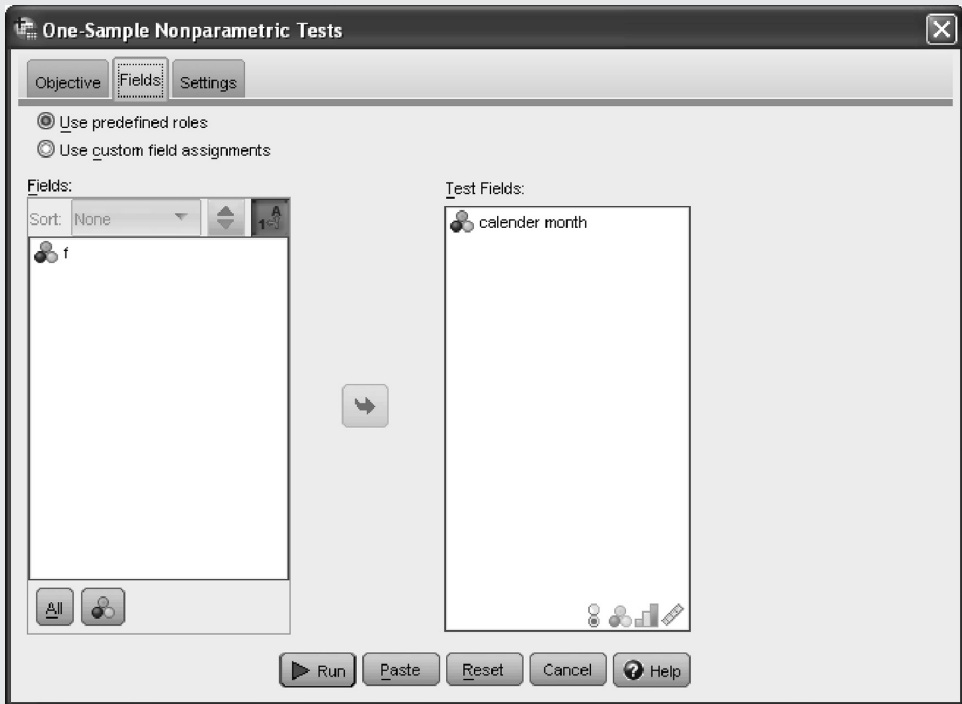 One-Sample Nonparametric Tests
Objective Fields Settings
Use predefined roles
Use custom field assignments
Fields:
Sort: None
f
All
Test Fields:
calender month
Run Paste Reset Cancel Help